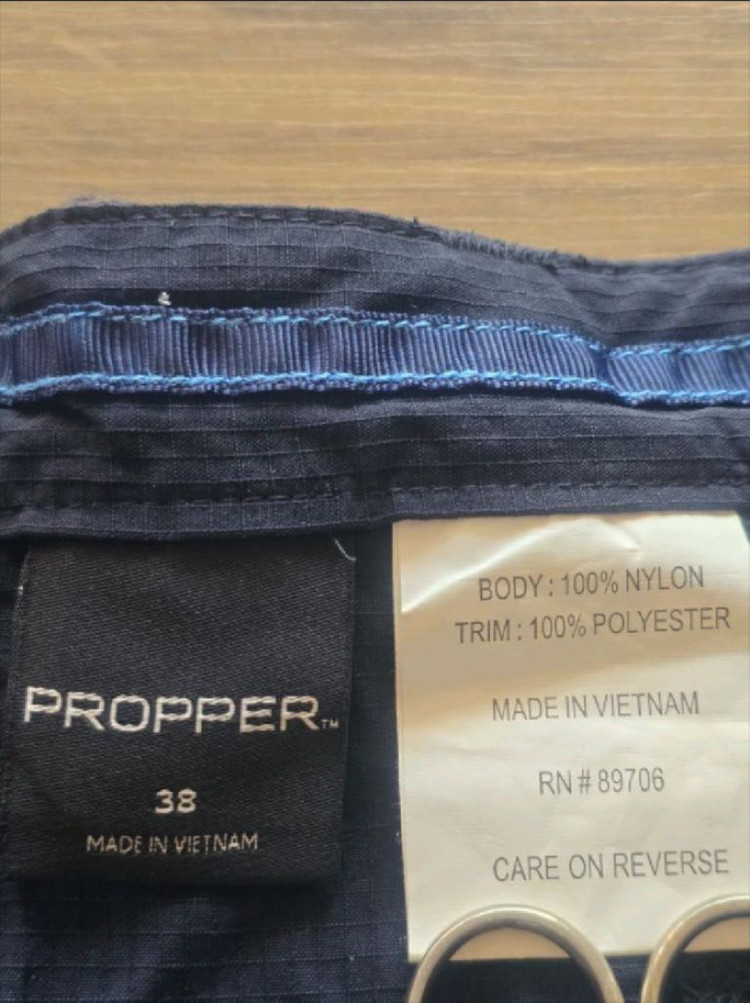 PROPPER™
38
MADE IN VIETNAM
BODY : 100% NYLON
TRIM : 100% POLYESTER
MADE IN VIETNAM
RN # 89706
CARE ON REVERSE